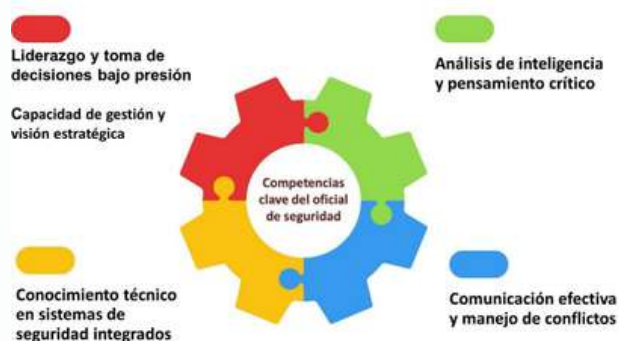 Liderazgo y toma de
decisiones bajo presión
Capacidad de gestión y
visión estratégica
Análisis de inteligencia
y pensamiento crítico
Competencias
clave del oficial
de seguridad
Conocimiento técnico
en sistemas de
seguridad integrados
Comunicación efectiva
y manejo de conflictos